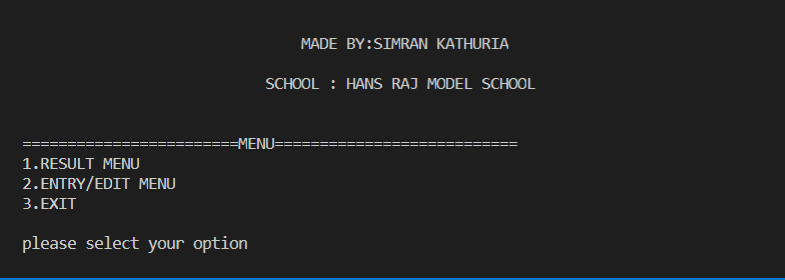 MADE BY:SIMRAN KATHURIA
SCHOOL : HANS RAJ MODEL SCHOOL
========================MENU===========================
1.RESULT MENU
2.ENTRY/EDIT MENU
3.EXIT
please select your option